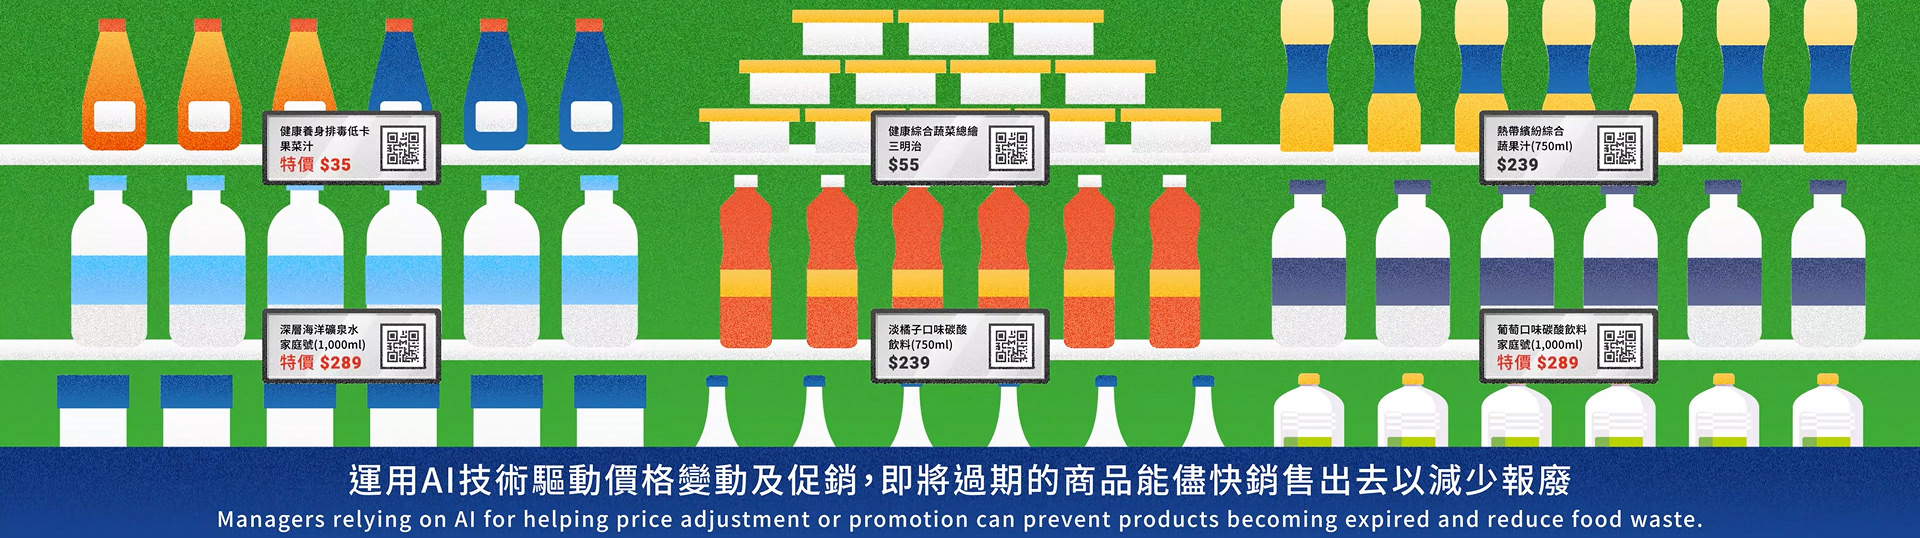 健康養身排毒低卡
果菜汁
特價 $35
健康綜合蔬菜總繪
三明治
$55
熱帶繽紛綜合
蔬果汁(750ml)
$239
深層海洋礦泉水
家庭號(1,000ml)
特價 $289
淡橘子口味碳酸
飲料(750ml)
$239
葡萄口味碳酸飲料
家庭號(1,000ml)
特價 $289
運用AI技術驅動價格變動及促銷,即將過期的商品能儘快銷售出去以減少報廢
Managers relying on AI for helping price adjustment or promotion can prevent products becoming expired and reduce food waste.